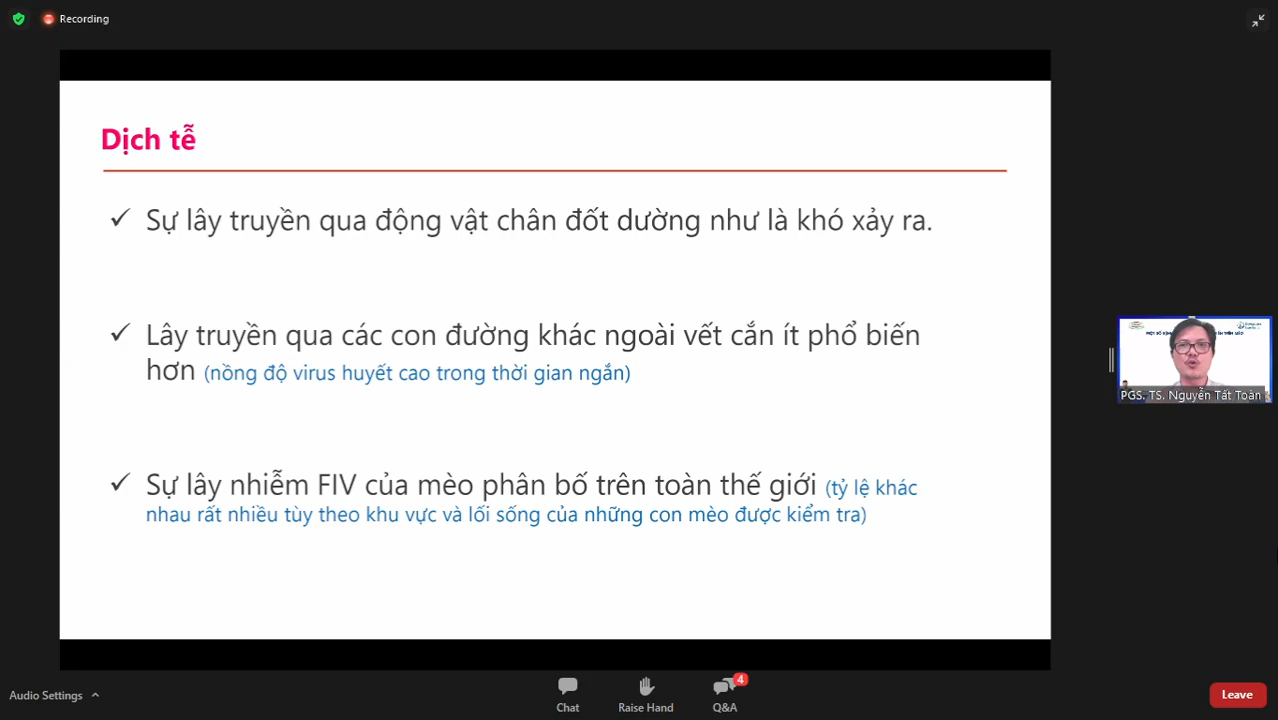 Recording
Dịch tễ
✓ Sự lây truyền qua động vật chân đốt dường như là khó xảy ra.
✓ Lây truyền qua các con đường khác ngoài vết cắn ít phổ biến
hơn (nồng độ virus huyết cao trong thời gian ngắn)
✓ Sự lây nhiễm FIV của mèo phân bố trên toàn thế giới (tỷ lệ khác
nhau rất nhiều tùy theo khu vực và lối sống của những con mèo được kiểm tra)
PGS. TS. Nguyễn Tất Toàn
Audio Settings
Chat
Raise Hand
4
Q&A
Leave